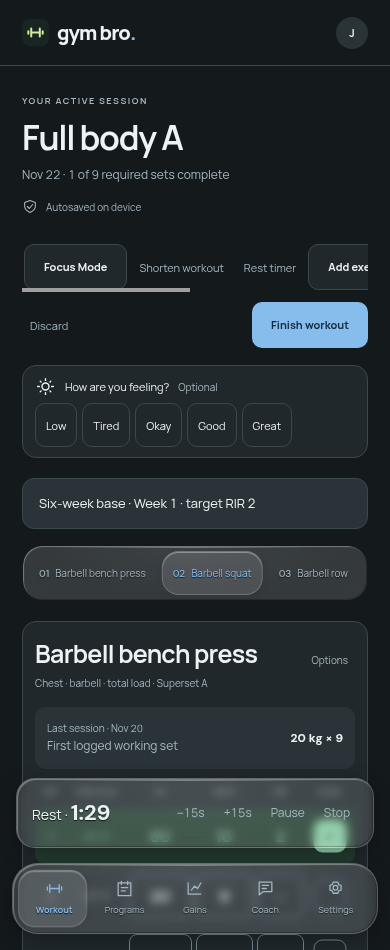 gym bro.
J
YOUR ACTIVE SESSION
Full body A
Nov 22 · 1 of 9 required sets complete
Autosaved on device
Focus Mode
Shorten workout
Rest timer
Add exe
Discard
Finish workout
How are you feeling? Optional
Low
Tired
Okay
Good
Great
Six-week base · Week 1 · target RIR 2
01 Barbell bench press
02 Barbell squat
03 Barbell row
Barbell bench press
Options
Chest · barbell · total load · Superset A
Last session · Nov 20
First logged working set
20 kg × 9
Rest · 1:29
−15s
+15s
Pause
Stop
Workout
Programs
Gains
Coach
Settings